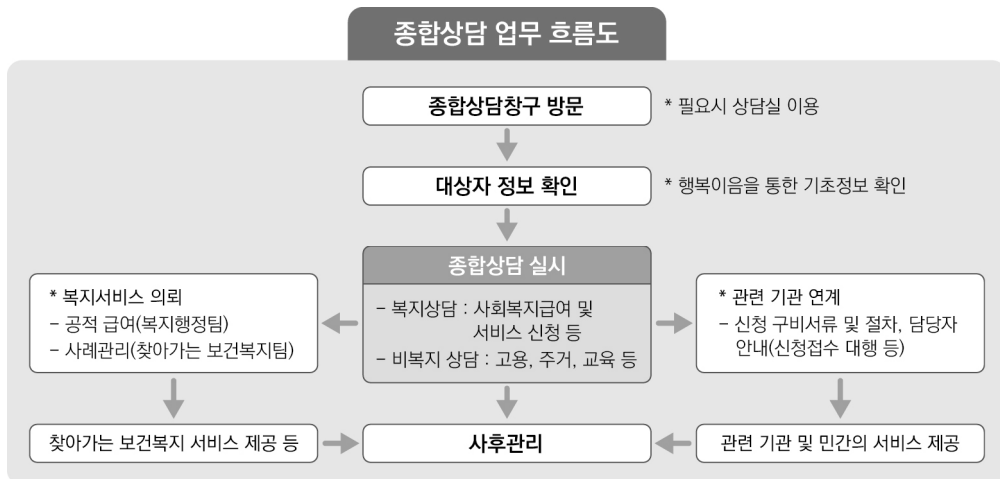 종합상담 업무 흐름도
종합상담창구 방문
* 필요시 상담실 이용
대상자 정보 확인
* 행복이음을 통한 기초정보 확인
종합상담 실시
- 복지상담 : 사회복지급여 및
서비스 신청 등
- 비복지 상담 : 고용, 주거, 교육 등
* 복지서비스 의뢰
- 공적 급여(복지행정팀)
- 사례관리(찾아가는 보건복지팀)
* 관련 기관 연계
- 신청 구비서류 및 절차, 담당자
안내(신청접수 대행 등)
찾아가는 보건복지 서비스 제공 등
사후관리
관련 기관 및 민간의 서비스 제공